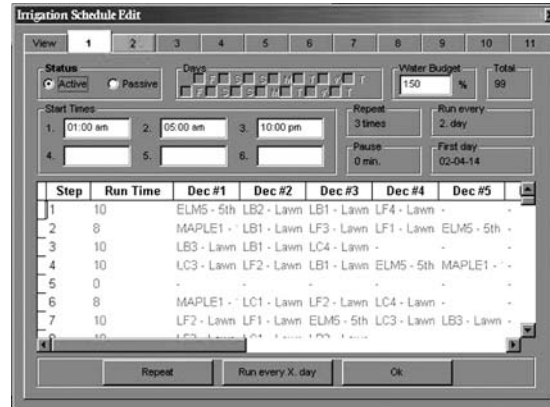 Irrigation Schedule Edit
View 1 2 3 4 5 6 7 8 9 10 11
Status Days Water Budget Total
Active Passive F S S M T 150 % 99
Start Times Repeat Run every
1. 01:00 am 2. 05:00 am 3. 10:00 pm 3 times 2. day
Pause First day
4. 5. 6. 0 min. 02-04-14
Step Run Time Dec #1 Dec #2 Dec #3 Dec #4 Dec #5
1 10 ELM5 - 5th LB2 - Lawn LB1 - Lawn LF4 - Lawn - -
2 8 MAPLE1 - LB1 - Lawn LF3 - Lawn LF1 - Lawn ELM5 - 5th -
3 10 LB3 - Lawn LB1 - Lawn LC4 - Lawn - - -
4 10 LC3 - Lawn LF2 - Lawn LB1 - Lawn ELM5 - 5th MAPLE1 - -
5 0 - - - - - -
6 8 MAPLE1 - LC1 - Lawn LF2 - Lawn LC4 - Lawn - -
7 10 LF2 - Lawn LF1 - Lawn ELM5 - 5th LC3 - Lawn LB3 - Lawn -
Repeat Run every X. day Ok